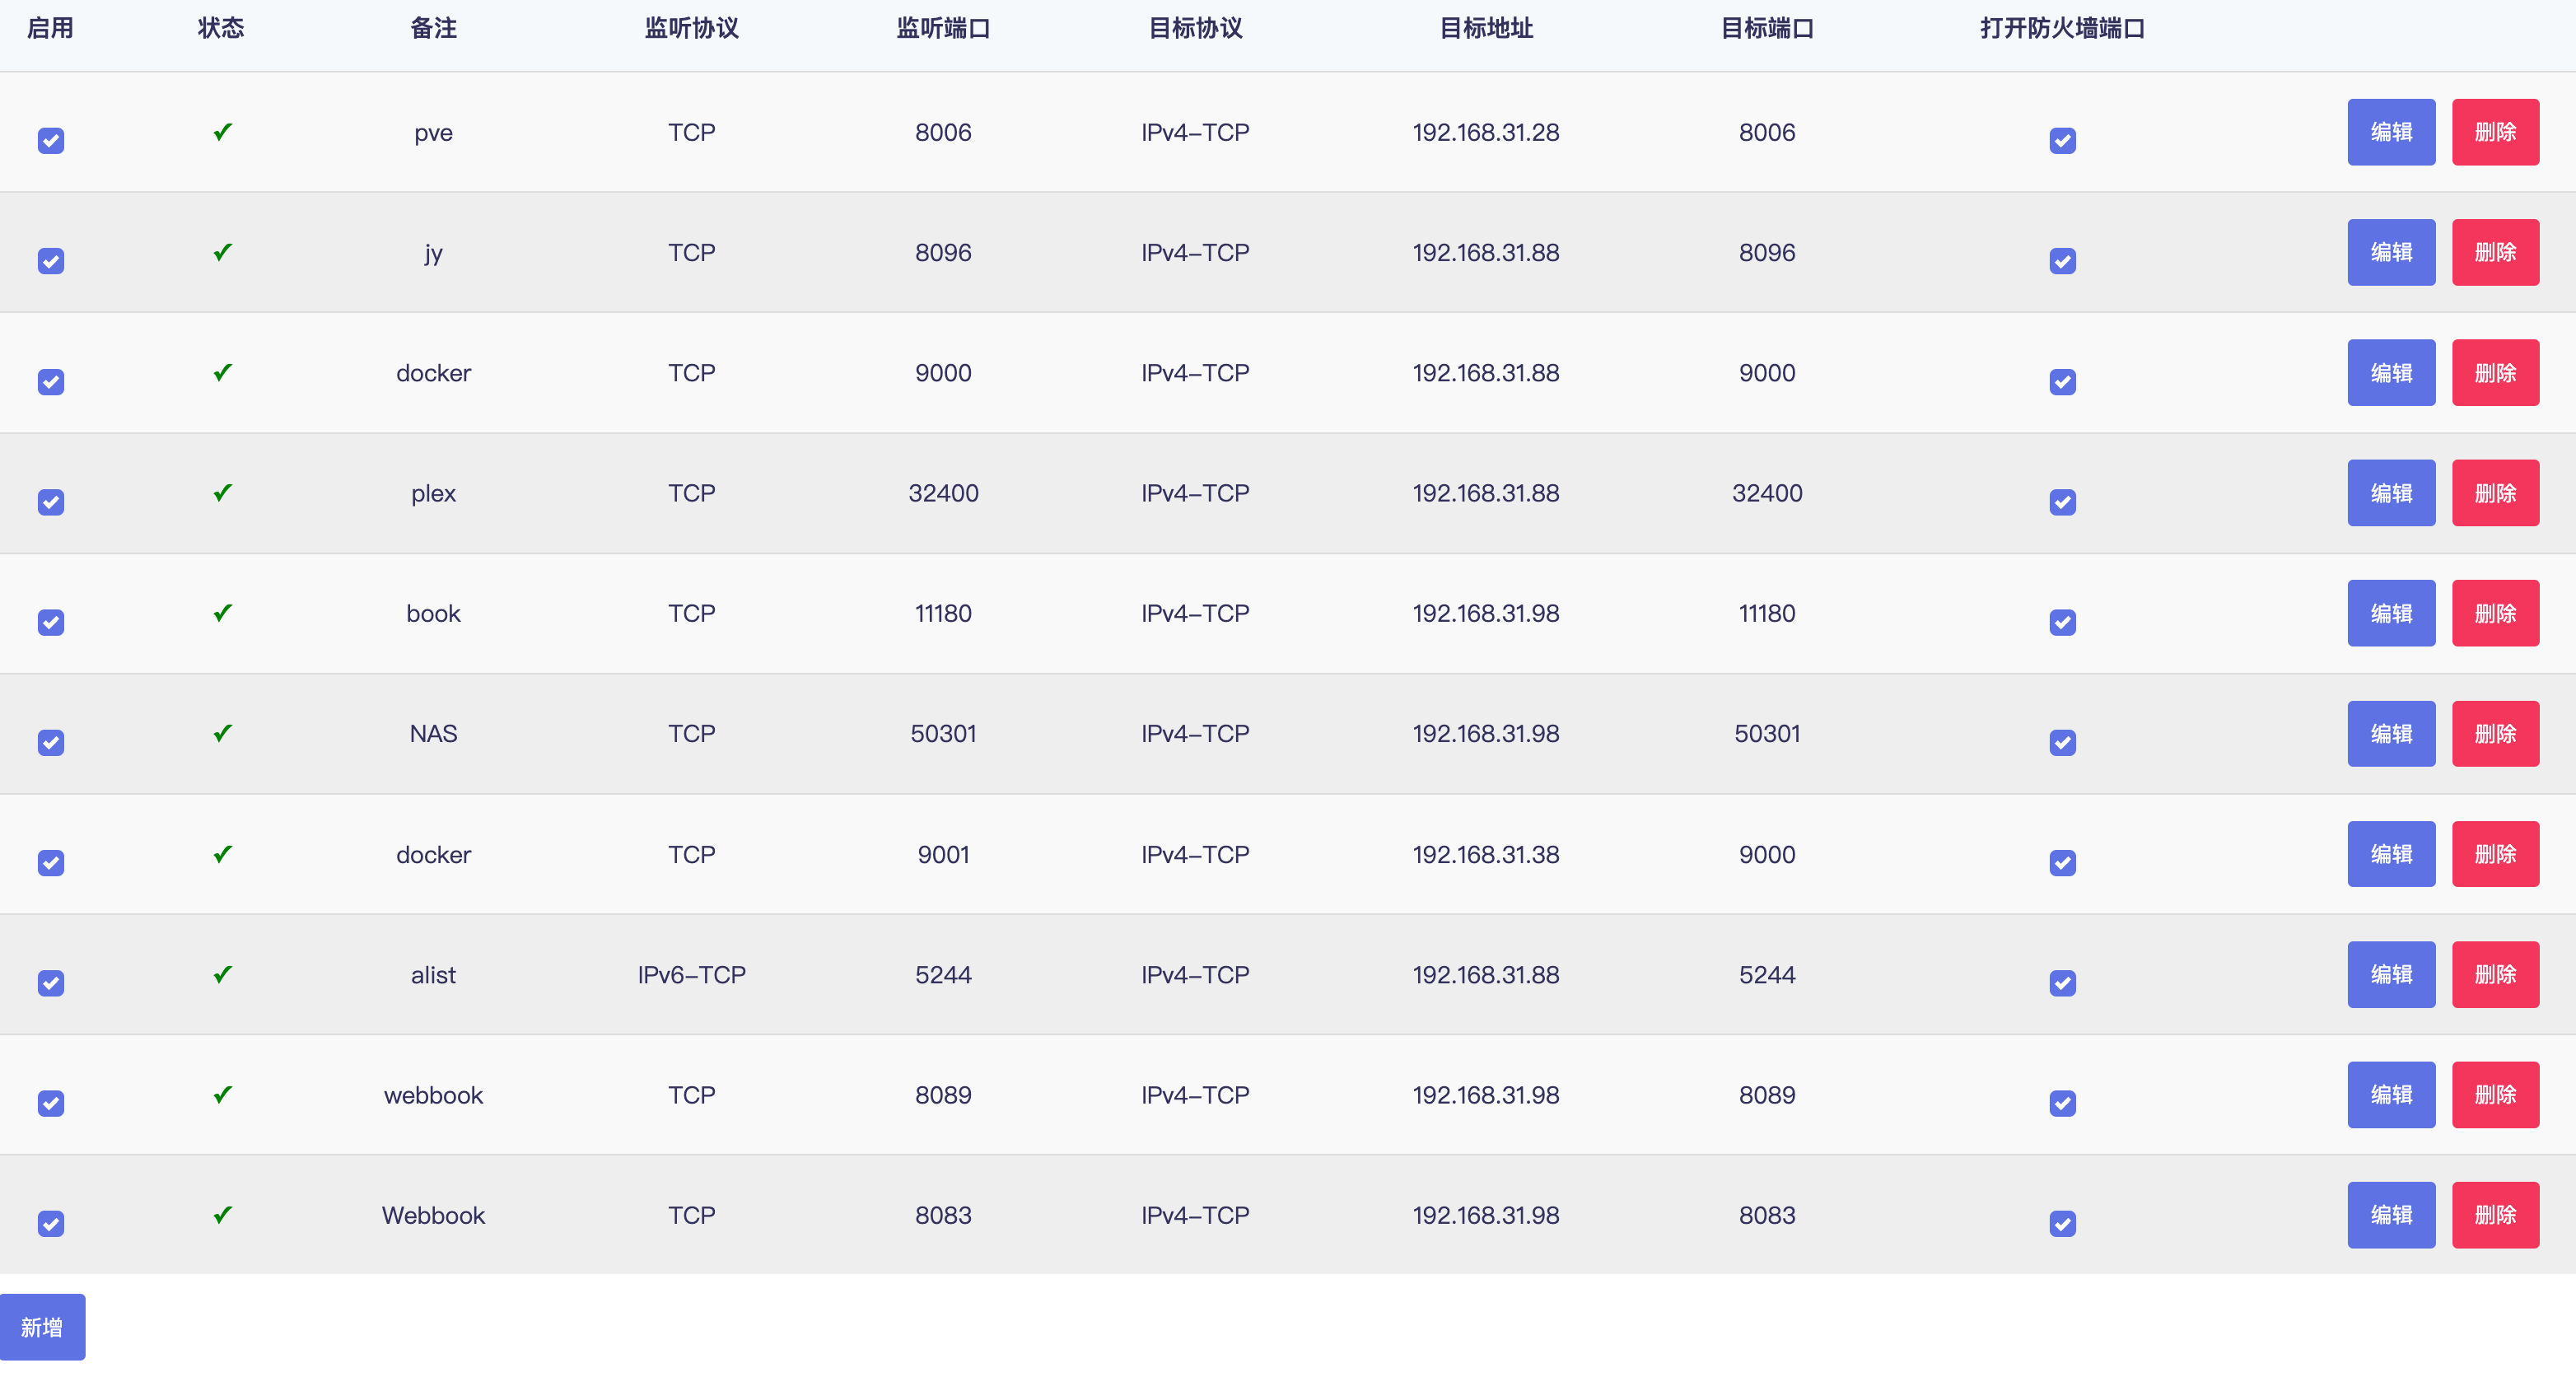 启用 状态 备注 监听协议 监听端口 目标协议 目标地址 目标端口 打开防火墙端口
pve TCP 8006 IPv4-TCP 192.168.31.28 8006 编辑 删除
jy TCP 8096 IPv4-TCP 192.168.31.88 8096 编辑 删除
docker TCP 9000 IPv4-TCP 192.168.31.88 9000 编辑 删除
plex TCP 32400 IPv4-TCP 192.168.31.88 32400 编辑 删除
book TCP 11180 IPv4-TCP 192.168.31.98 11180 编辑 删除
NAS TCP 50301 IPv4-TCP 192.168.31.98 50301 编辑 删除
docker TCP 9001 IPv4-TCP 192.168.31.38 9000 编辑 删除
alist IPv6-TCP 5244 IPv4-TCP 192.168.31.88 5244 编辑 删除
webbook TCP 8089 IPv4-TCP 192.168.31.98 8089 编辑 删除
Webbook TCP 8083 IPv4-TCP 192.168.31.98 8083 编辑 删除
新增